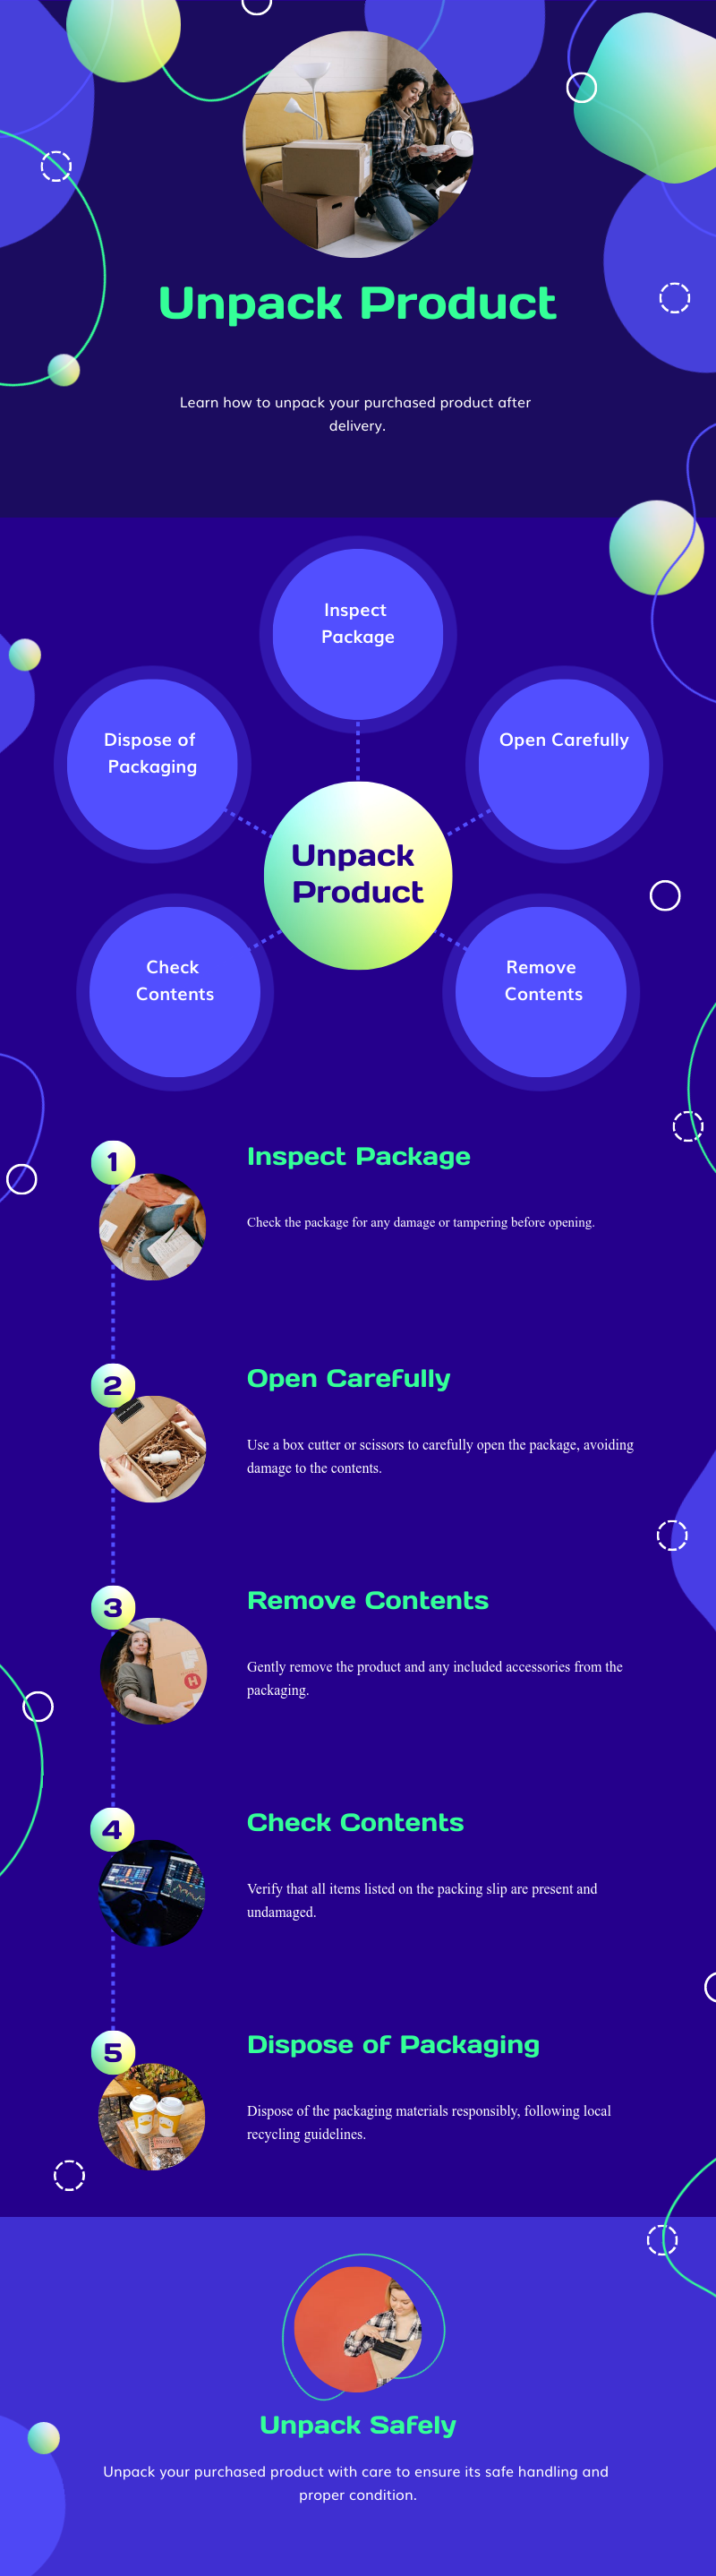 Unpack Product
Learn how to unpack your purchased product after
delivery.
Inspect
Package
Dispose of
Packaging
Open Carefully
Unpack
Product
Check
Contents
Remove
Contents
1
Inspect Package
Check the package for any damage or tampering before opening.
2
Open Carefully
Use a box cutter or scissors to carefully open the package, avoiding
damage to the contents.
3
Remove Contents
Gently remove the product and any included accessories from the
packaging.
H
4
Check Contents
Verify that all items listed on the packing slip are present and
undamaged.
5
Dispose of Packaging
Dispose of the packaging materials responsibly, following local
recycling guidelines.
Unpack Safely
Unpack your purchased product with care to ensure its safe handling and
proper condition.